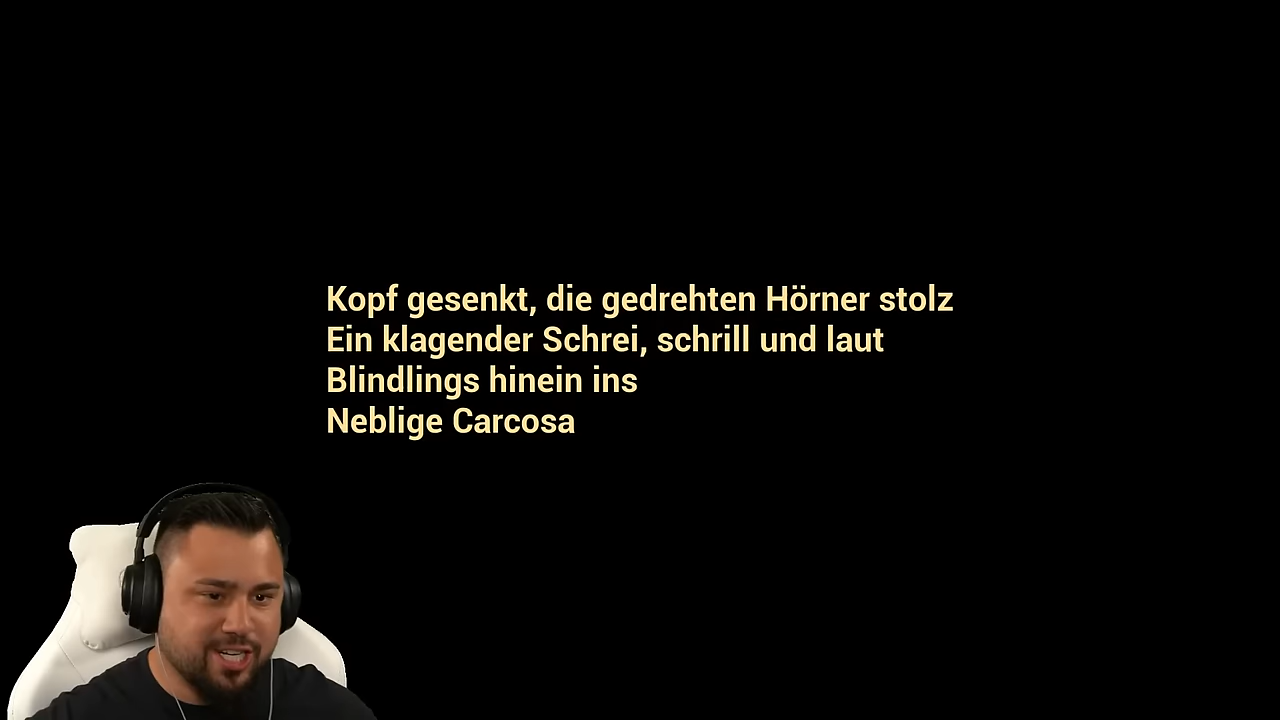 Kopf gesenkt, die gedrehten Hörner stolz
Ein klagender Schrei, schrill und laut
Blindlings hinein ins
Neblige Carcosa